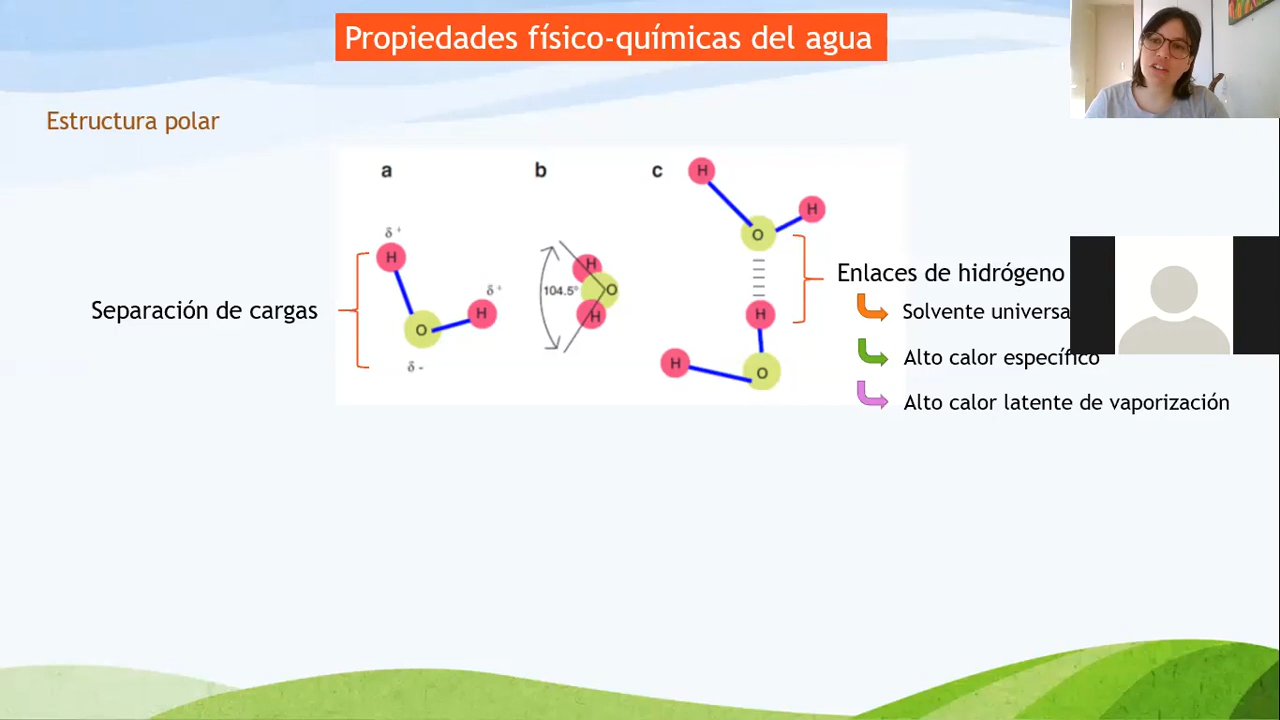 Propiedades físico-químicas del agua
Estructura polar
a
b
c
H
H
O
δ+
H
δ+
H
O
δ-
Separación de cargas
104.5°
H
O
H
H
H
O
Enlaces de hidrógeno
Solvente universa
Alto calor específico
Alto calor latente de vaporización